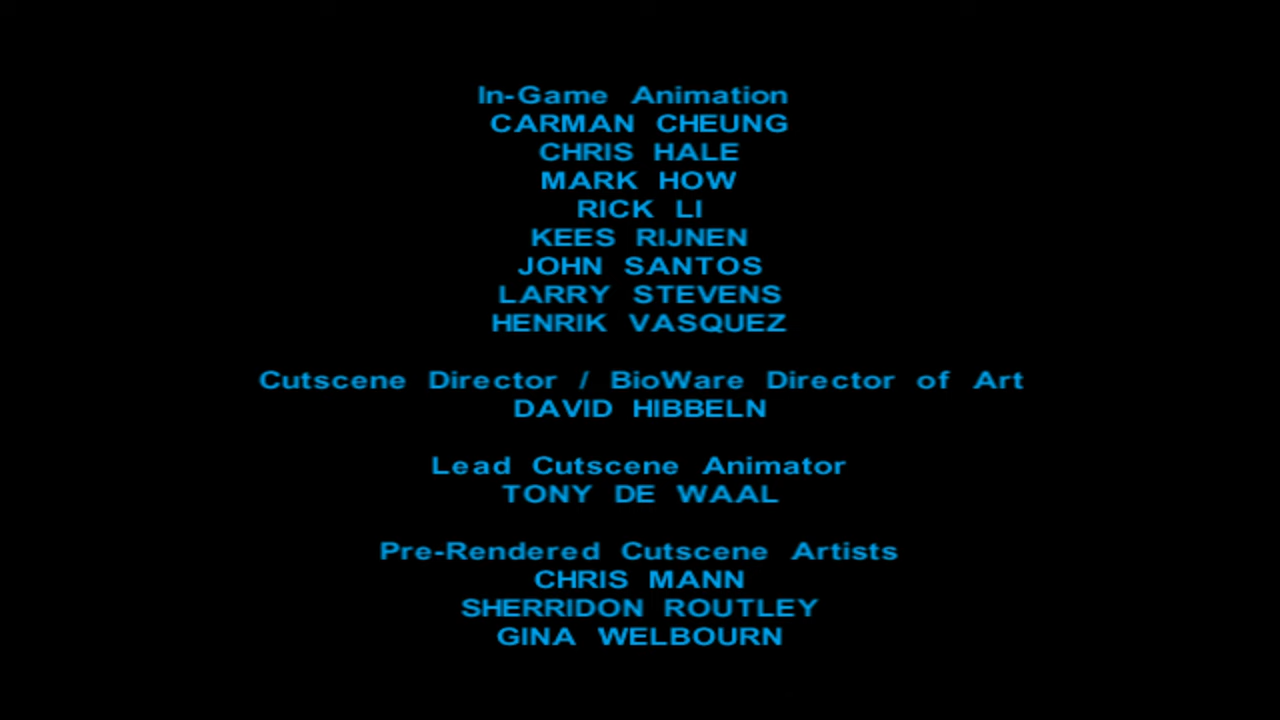 In-Game Animation
CARMAN CHEUNG
CHRIS HALE
MARK HOW
RICK LI
KEES RIJNEN
JOHN SANTOS
LARRY STEVENS
HENRIK VASQUEZ
Cutscene Director / BioWare Director of Art
DAVID HIBBELN
Lead Cutscene Animator
TONY DE WAAL
Pre-Rendered Cutscene Artists
CHRIS MANN
SHERRIDON ROUTLEY
GINA WELBOURN